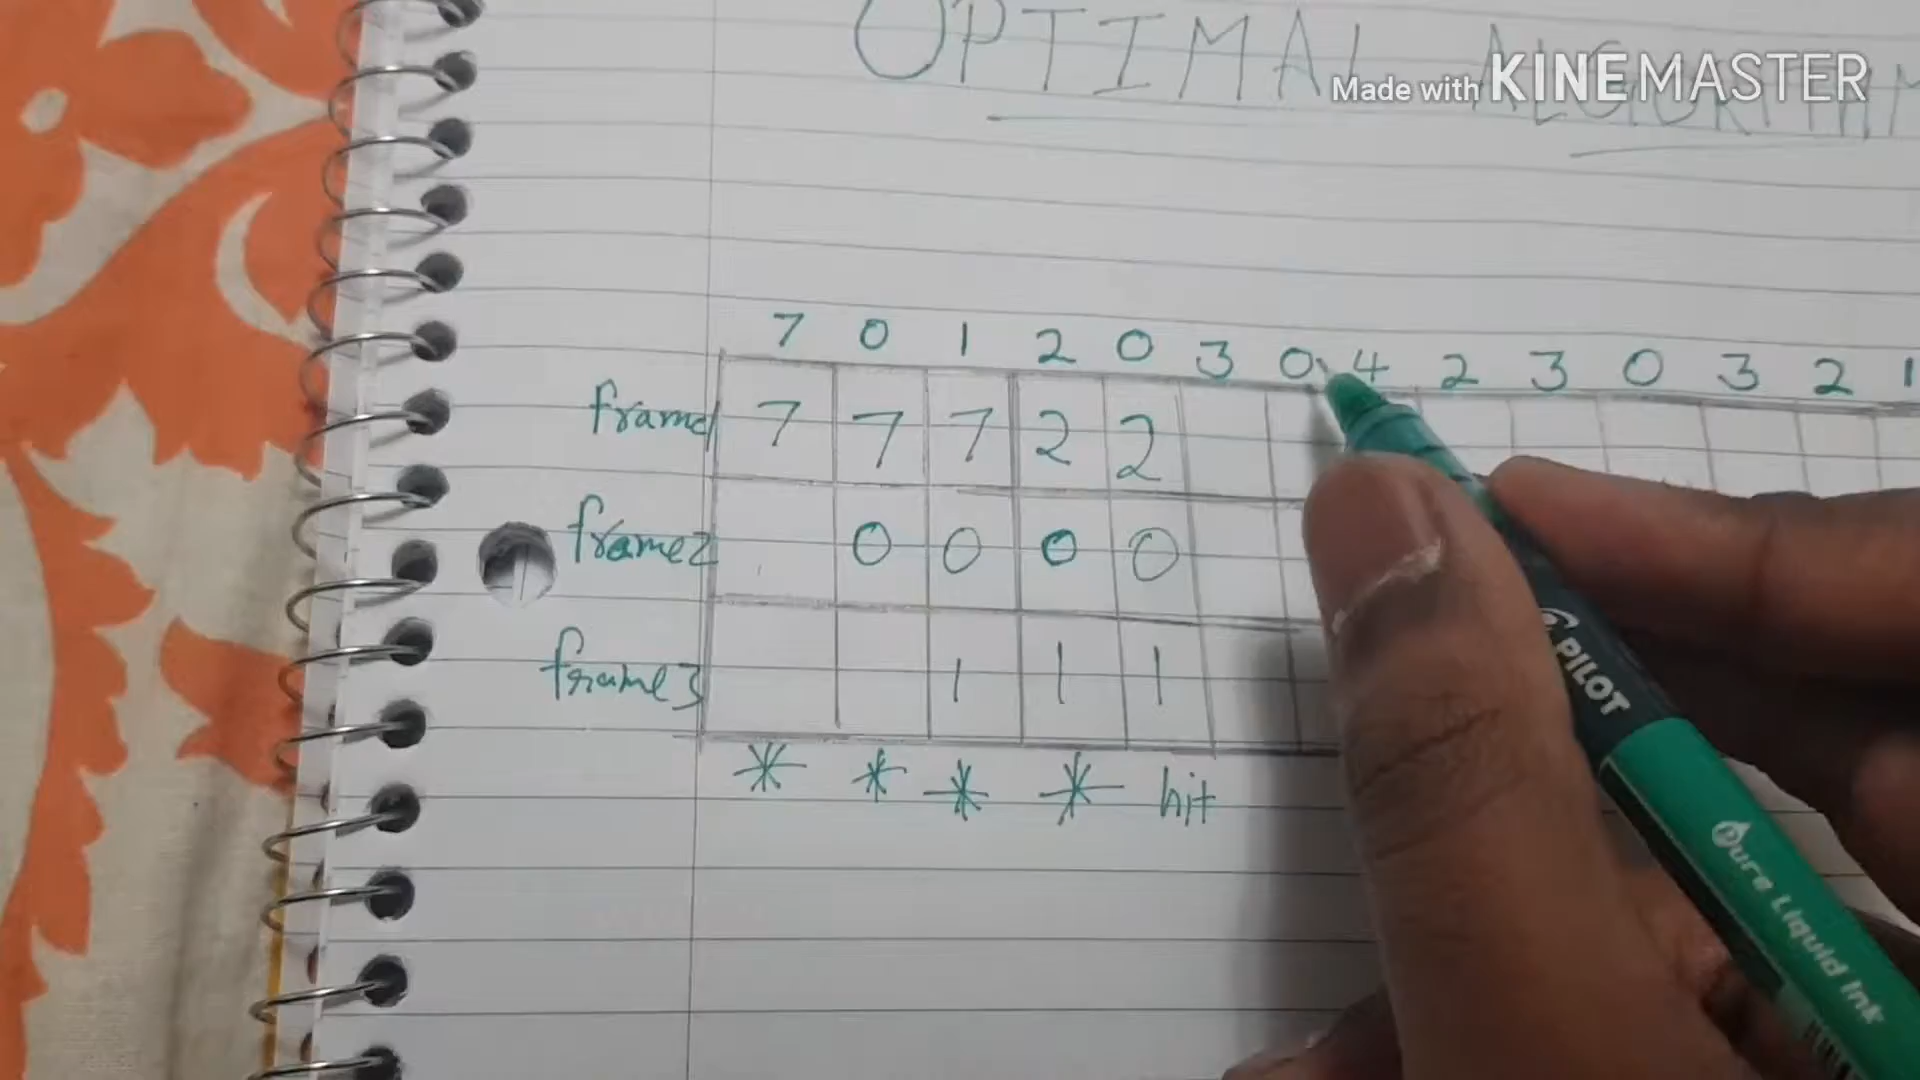 OPTIMAL ALGORITHM
Made with KINEMASTER
7 0 1 2 0 3 0 4 2 3 0 3 2 1
frame1 7 7 7 2 2
frame2 0 0 0 0
frame3 1 1 1
* * * * hit
PILOT
Pure Liquid Ink